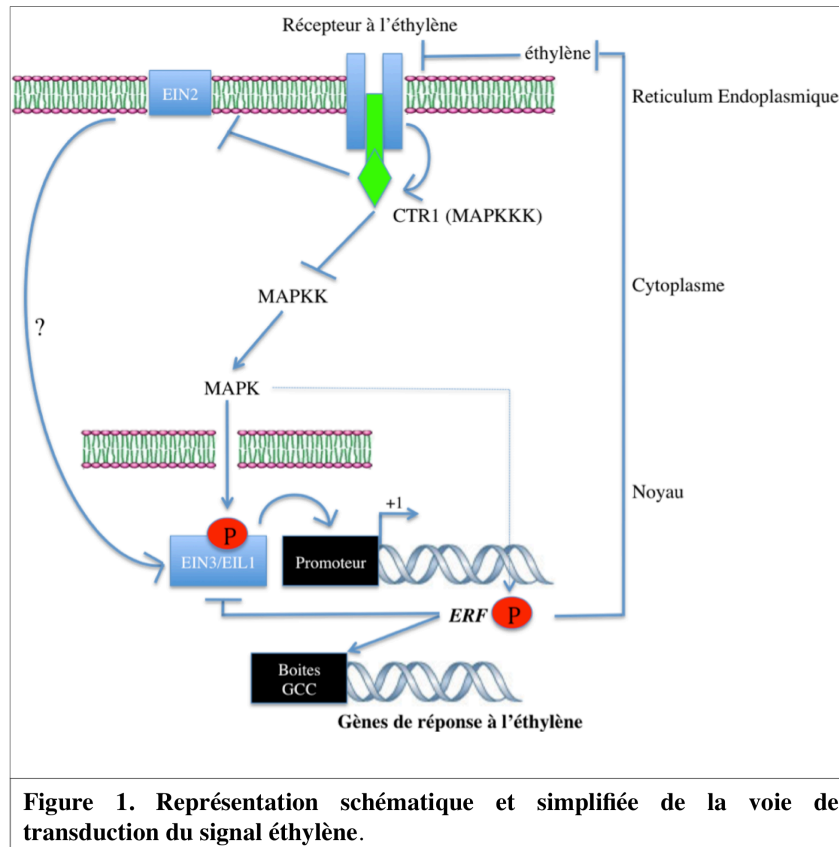 Récepteur à l'éthylène
éthylène
EIN2
Reticulum Endoplasmique
CTR1 (MAPKKK)
Cytoplasme
MAPKK
?
MAPK
Noyau
+1
P
EIN3/EIL1
Promoteur
ERF
P
Boites
GCC
Gènes de réponse à l'éthylène
Figure 1. Représentation schématique et simplifiée de la voie de
transduction du signal éthylène.